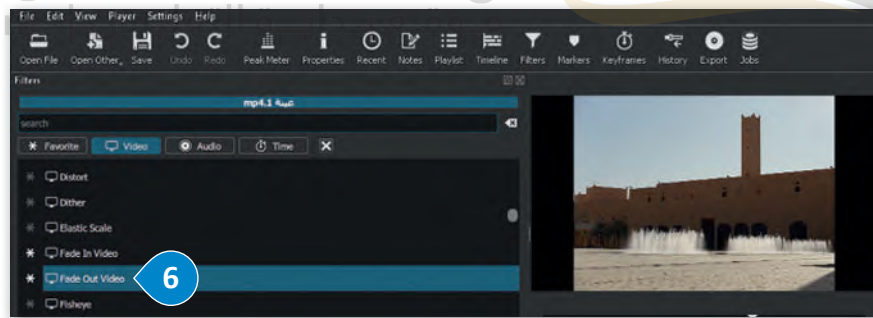 File Edit View Player Settings Help
Open File Open Other Save Undo Redo Peak Meter Properties Recent Notes Playlist Timeline Filters Markers Keyframes History Export Jobs
Filters
عينة mp4.1
search
Favorite Video Audio Time
Distort
Dither
Elastic Scale
Fade In Video
Fade Out Video 6
Fisheye